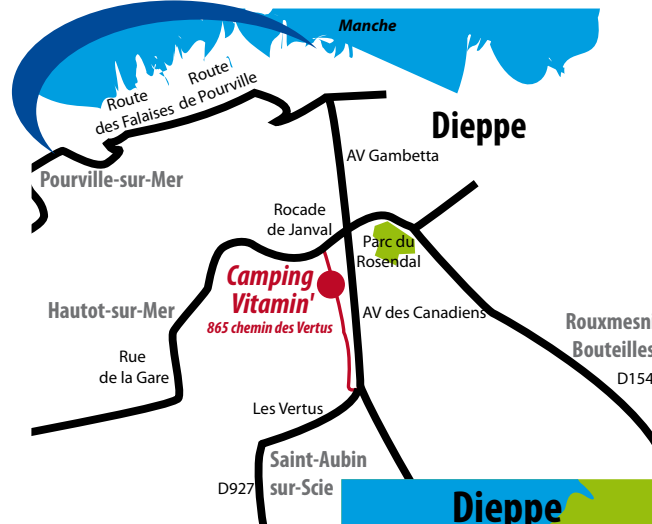 Manche
Route
des Falaises
Route
de Pourville
Dieppe
AV Gambetta
Pourville-sur-Mer
Rocade
de Janval
Parc du
Rosendal
Camping
Vitamin'
865 chemin des Vertus
Hautot-sur-Mer
AV des Canadiens
Rouxmesni
Bouteilles
D154
Rue
de la Gare
Les Vertus
Saint-Aubin
sur-Scie
D927
Dieppe